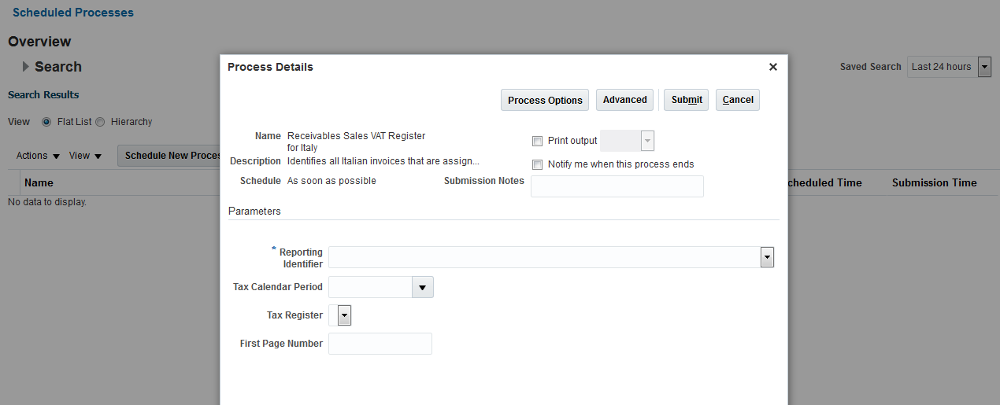 Scheduled Processes
Overview
Search
Saved Search Last 24 hours
Search Results
View Flat List Hierarchy
Actions View Schedule New Proces
Name
cheduled Time Submission Time
No data to display.
Process Details
Process Options Advanced Submit Cancel
Name Receivables Sales VAT Register
for Italy
Print output
Description Identifies all Italian invoices that are assign...
Notify me when this process ends
Schedule As soon as possible
Submission Notes
Parameters
* Reporting
Identifier
Tax Calendar Period
Tax Register
First Page Number